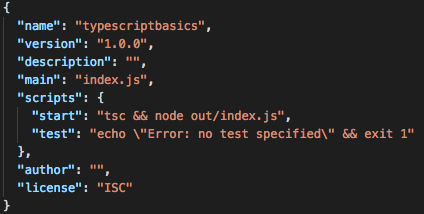 {
  "name": "typescriptbasics",
  "version": "1.0.0",
  "description": "",
  "main": "index.js",
  "scripts": {
    "start": "tsc && node out/index.js",
    "test": "echo \"Error: no test specified\" && exit 1"
  },
  "author": "",
  "license": "ISC"
}